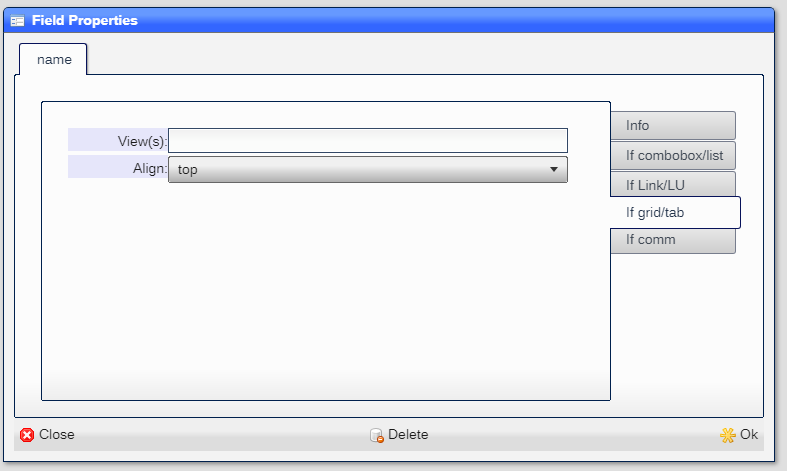 Field Properties
name
View(s):
Align: top
Info
If combobox/list
If Link/LU
If grid/tab
If comm
Close Delete Ok